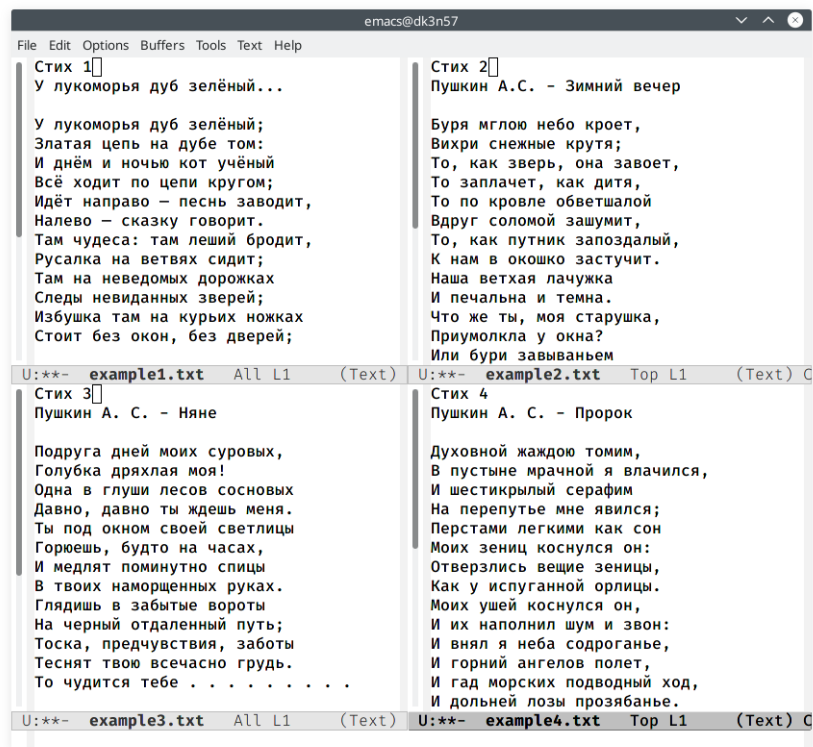 emacs@dk3n57
File Edit Options Buffers Tools Text Help
Стих 1
У лукоморья дуб зелёный...
У лукоморья дуб зелёный;
Златая цепь на дубе том:
И днём и ночью кот учёный
Всё ходит по цепи кругом;
Идёт направо — песнь заводит,
Налево — сказку говорит.
Там чудеса: там леший бродит,
Русалка на ветвях сидит;
Там на неведомых дорожках
Следы невиданных зверей;
Избушка там на курьих ножках
Стоит без окон, без дверей;
U:**- example1.txt All L1 (Text)
Стих 2
Пушкин А.С. - Зимний вечер
Буря мглою небо кроет,
Вихри снежные крутя;
То, как зверь, она завоет,
То заплачет, как дитя,
То по кровле обветшалой
Вдруг соломой зашумит,
То, как путник запоздалый,
К нам в окошко застучит.
Наша ветхая лачужка
И печальна и темна.
Что же ты, моя старушка,
Приумолкла у окна?
Или бури завываньем
U:**- example2.txt Top L1 (Text) C
Стих 3
Пушкин А. С. - Няне
Подруга дней моих суровых,
Голубка дряхлая моя!
Одна в глуши лесов сосновых
Давно, давно ты ждешь меня.
Ты под окном своей светлицы
Горюешь, будто на часах,
И медлят поминутно спицы
В твоих наморщенных руках.
Глядишь в забытые вороты
На черный отдаленный путь;
Тоска, предчувствия, заботы
Теснят твою всечасно грудь.
То чудится тебе . . . . . . . . .
U:**- example3.txt All L1 (Text)
Стих 4
Пушкин А. С. - Пророк
Духовной жаждою томим,
В пустыне мрачной я влачился,
И шестикрылый серафим
На перепутье мне явился;
Перстами легкими как сон
Моих зениц коснулся он:
Отверзлись вещие зеницы,
Как у испуганной орлицы.
Моих ушей коснулся он,
И их наполнил шум и звон:
И внял я неба содроганье,
И горний ангелов полет,
И гад морских подводный ход,
И дольней лозы прозябанье.
U:**- example4.txt Top L1 (Text) C